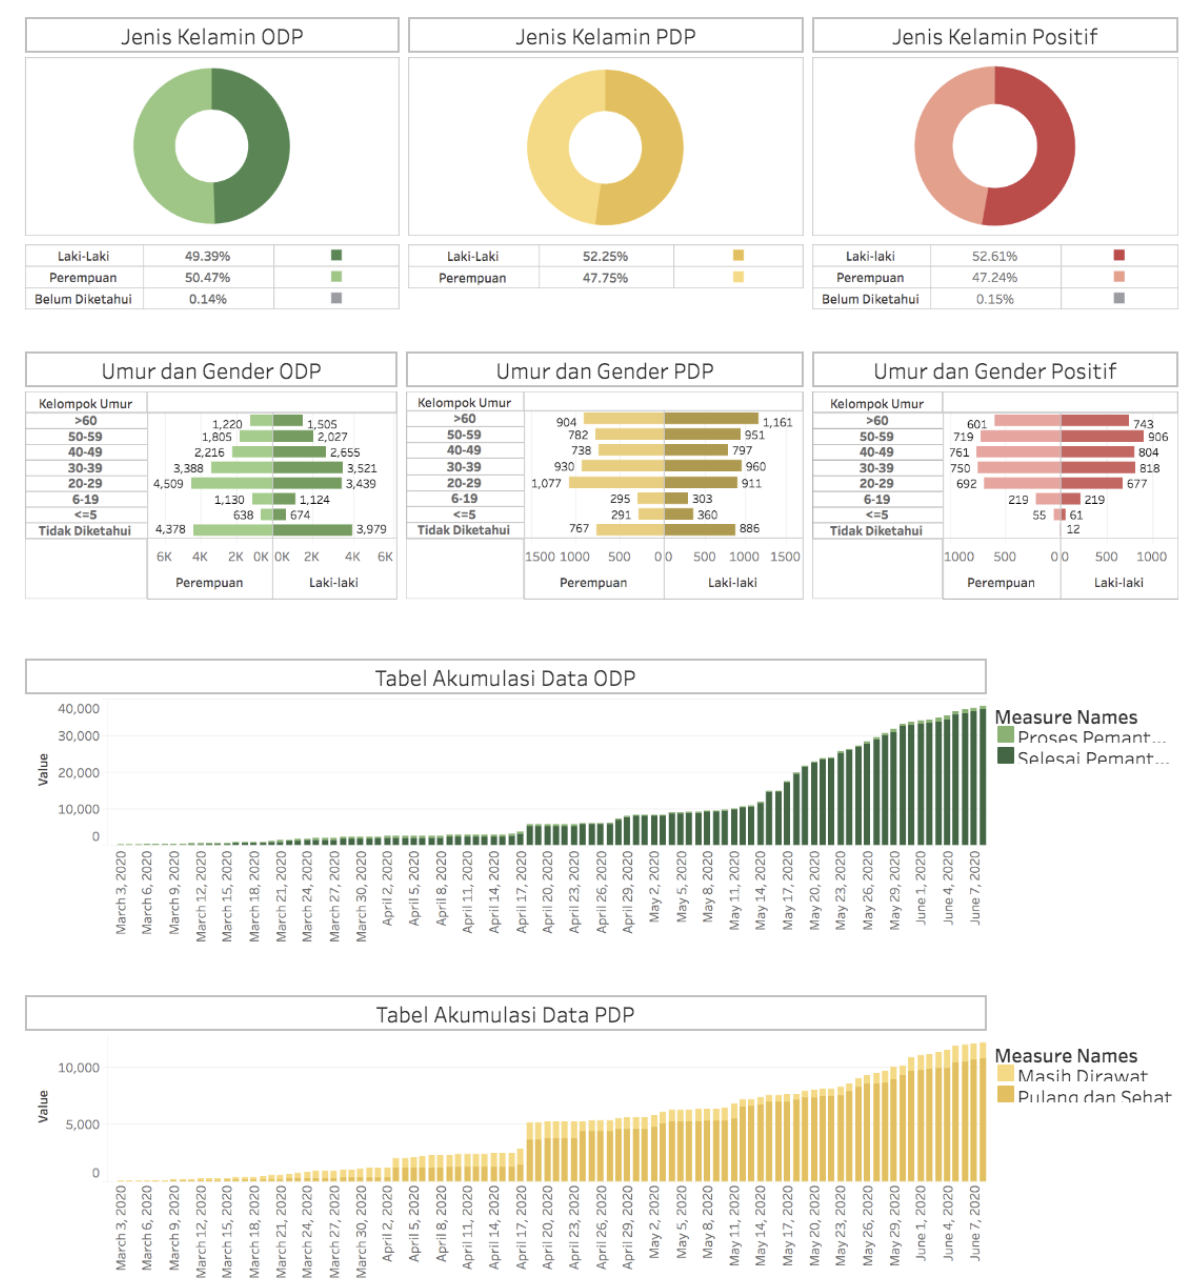 Jenis Kelamin ODP
Jenis Kelamin PDP
Jenis Kelamin Positif
Laki-Laki 49.39%
Perempuan 50.47%
Belum Diketahui 0.14%
Laki-Laki 52.25%
Perempuan 47.75%
Laki-laki 52.61%
Perempuan 47.24%
Belum Diketahui 0.15%
Umur dan Gender ODP
Kelompok Umur
>60 1,220 1,505
50-59 1,805 2,027
40-49 2,216 2,655
30-39 3,388 3,521
20-29 4,509 3,439
6-19 1,130 1,124
<=5 638 674
Tidak Diketahui 4,378 3,979
6K 4K 2K 0K 0K 2K 4K 6K
Perempuan Laki-laki
Umur dan Gender PDP
Kelompok Umur
>60 904 1,161
50-59 782 951
40-49 738 797
30-39 930 960
20-29 1,077 911
6-19 295 303
<=5 291 360
Tidak Diketahui 767 886
1500 1000 500 0 0 500 1000 1500
Perempuan Laki-laki
Umur dan Gender Positif
Kelompok Umur
>60 601 743
50-59 719 906
40-49 761 804
30-39 750 818
20-29 692 677
6-19 219 219
<=5 55 61
Tidak Diketahui 12
1000 500 0 0 500 1000
Perempuan Laki-laki
Tabel Akumulasi Data ODP
Value
40,000
30,000
20,000
10,000
0
March 3, 2020
March 6, 2020
March 9, 2020
March 12, 2020
March 15, 2020
March 18, 2020
March 21, 2020
March 24, 2020
March 27, 2020
March 30, 2020
April 2, 2020
April 5, 2020
April 8, 2020
April 11, 2020
April 14, 2020
April 17, 2020
April 20, 2020
April 23, 2020
April 26, 2020
April 29, 2020
May 2, 2020
May 5, 2020
May 8, 2020
May 11, 2020
May 14, 2020
May 17, 2020
May 20, 2020
May 23, 2020
May 26, 2020
May 29, 2020
June 1, 2020
June 4, 2020
June 7, 2020
Measure Names
Proses Pemant...
Selesai Pemant...
Tabel Akumulasi Data PDP
Value
10,000
5,000
0
March 3, 2020
March 6, 2020
March 9, 2020
March 12, 2020
March 15, 2020
March 18, 2020
March 21, 2020
March 24, 2020
March 27, 2020
March 30, 2020
April 2, 2020
April 5, 2020
April 8, 2020
April 11, 2020
April 14, 2020
April 17, 2020
April 20, 2020
April 23, 2020
April 26, 2020
April 29, 2020
May 2, 2020
May 5, 2020
May 8, 2020
May 11, 2020
May 14, 2020
May 17, 2020
May 20, 2020
May 23, 2020
May 26, 2020
May 29, 2020
June 1, 2020
June 4, 2020
June 7, 2020
Measure Names
Masih Dirawat
Pulang dan Sehat